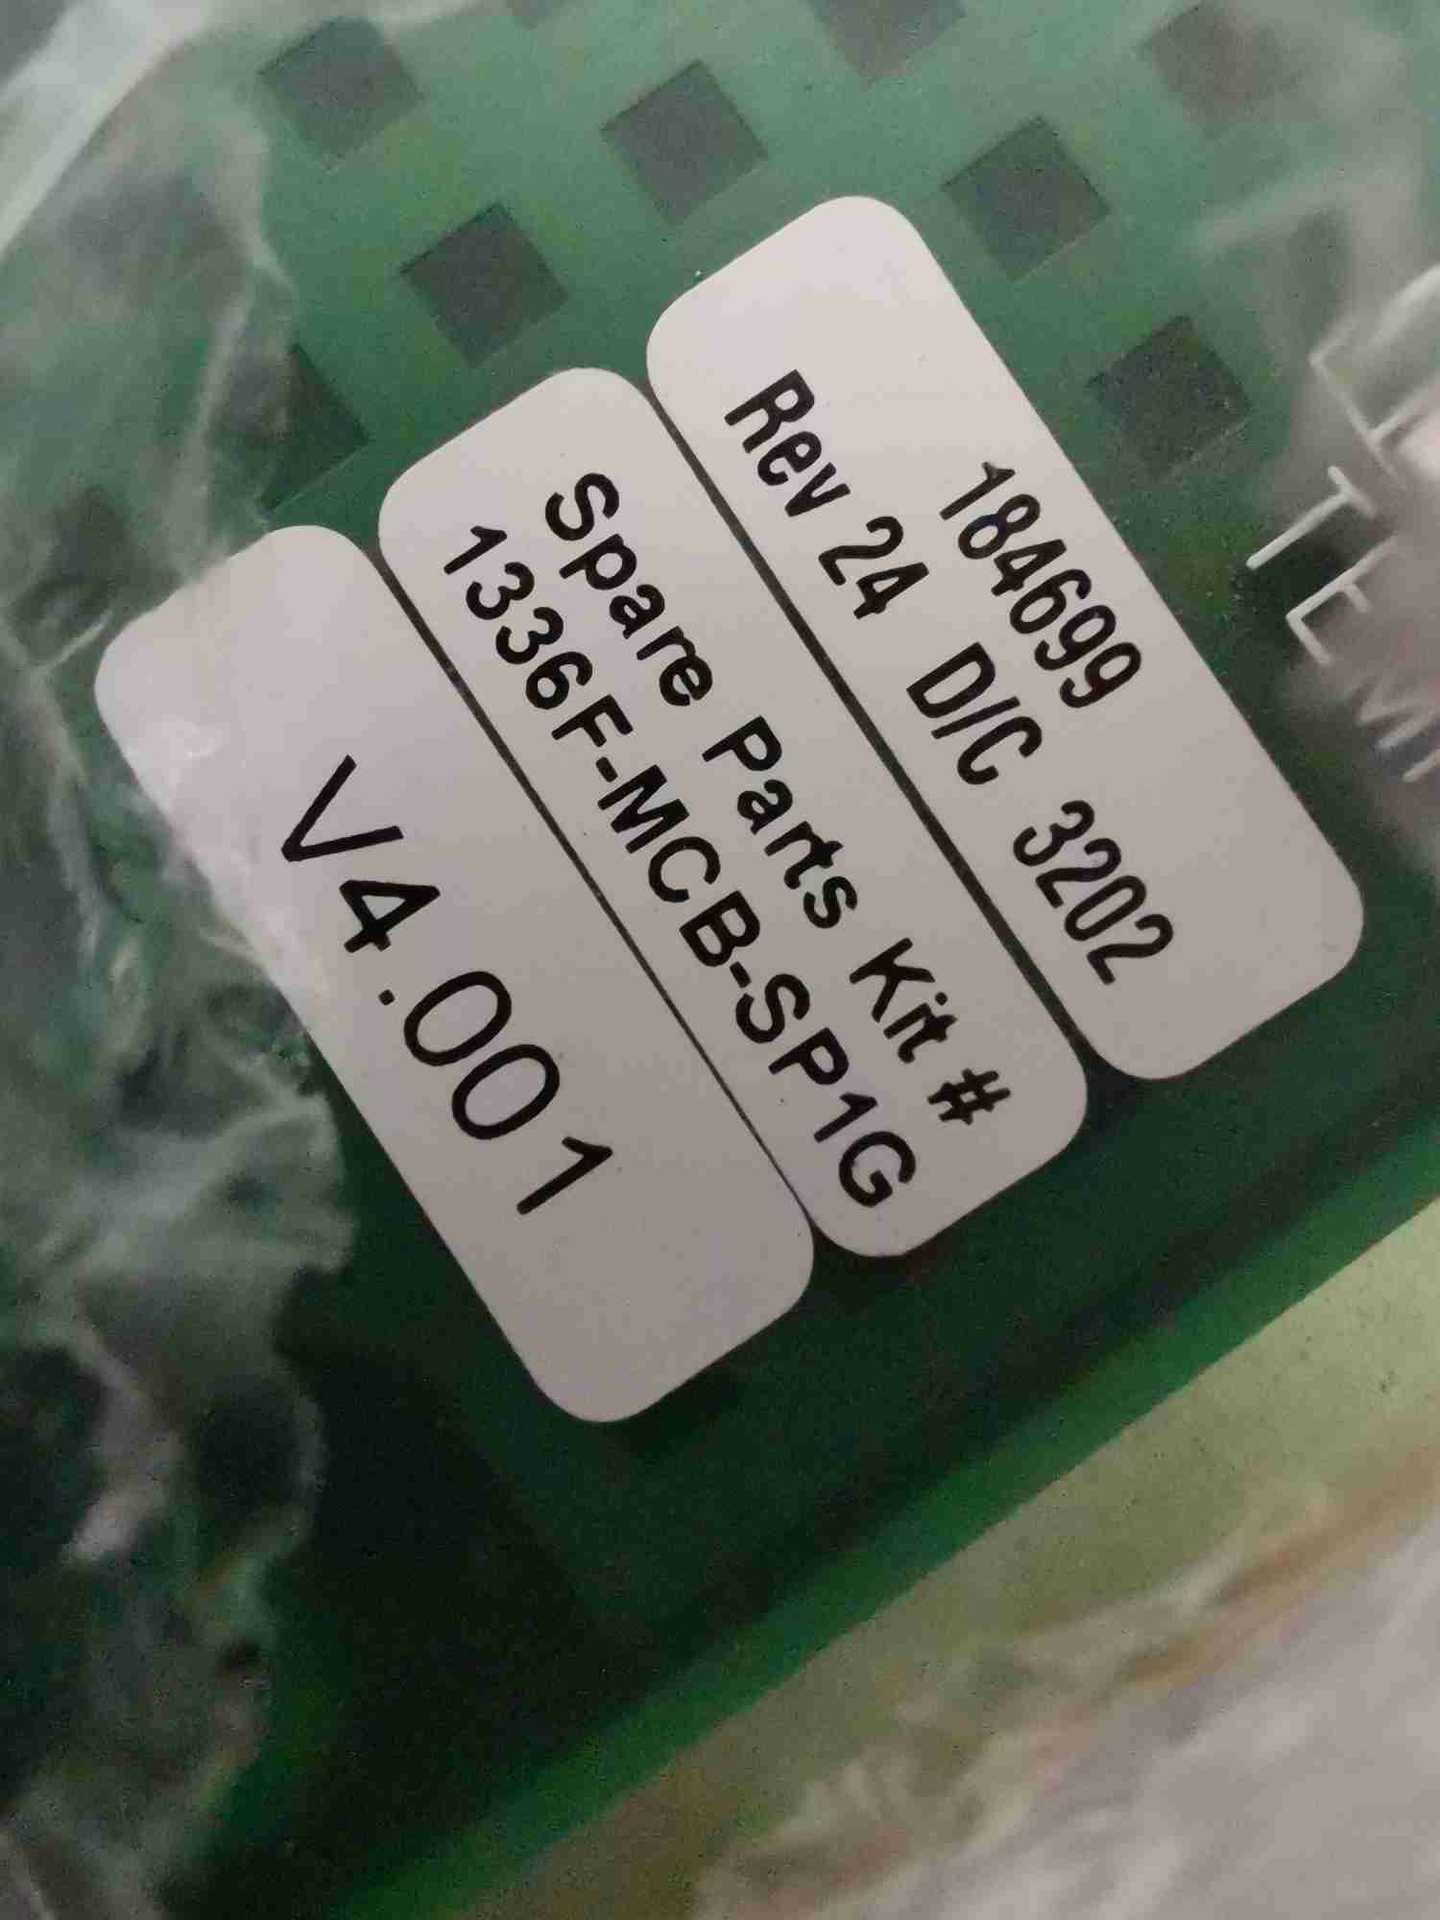 184699
Rev 24 D/C 3202
Spare Parts Kit #
1336F-MCB-SP1G
V4.001